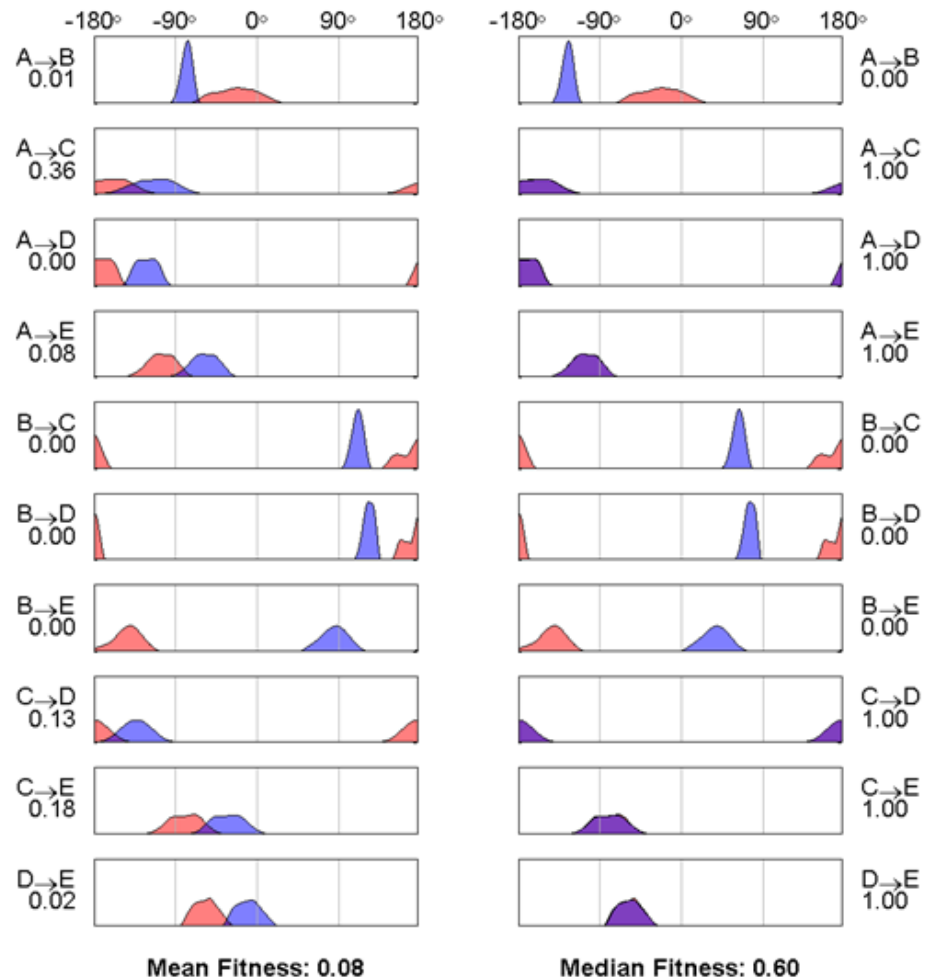 -180° -90° 0° 90° 180° -180° -90° 0° 90° 180°
A→B A→B
0.01 0.00
A→C A→C
0.36 1.00
A→D A→D
0.00 1.00
A→E A→E
0.08 1.00
B→C B→C
0.00 0.00
B→D B→D
0.00 0.00
B→E B→E
0.00 0.00
C→D C→D
0.13 1.00
C→E C→E
0.18 1.00
D→E D→E
0.02 1.00
Mean Fitness: 0.08 Median Fitness: 0.60